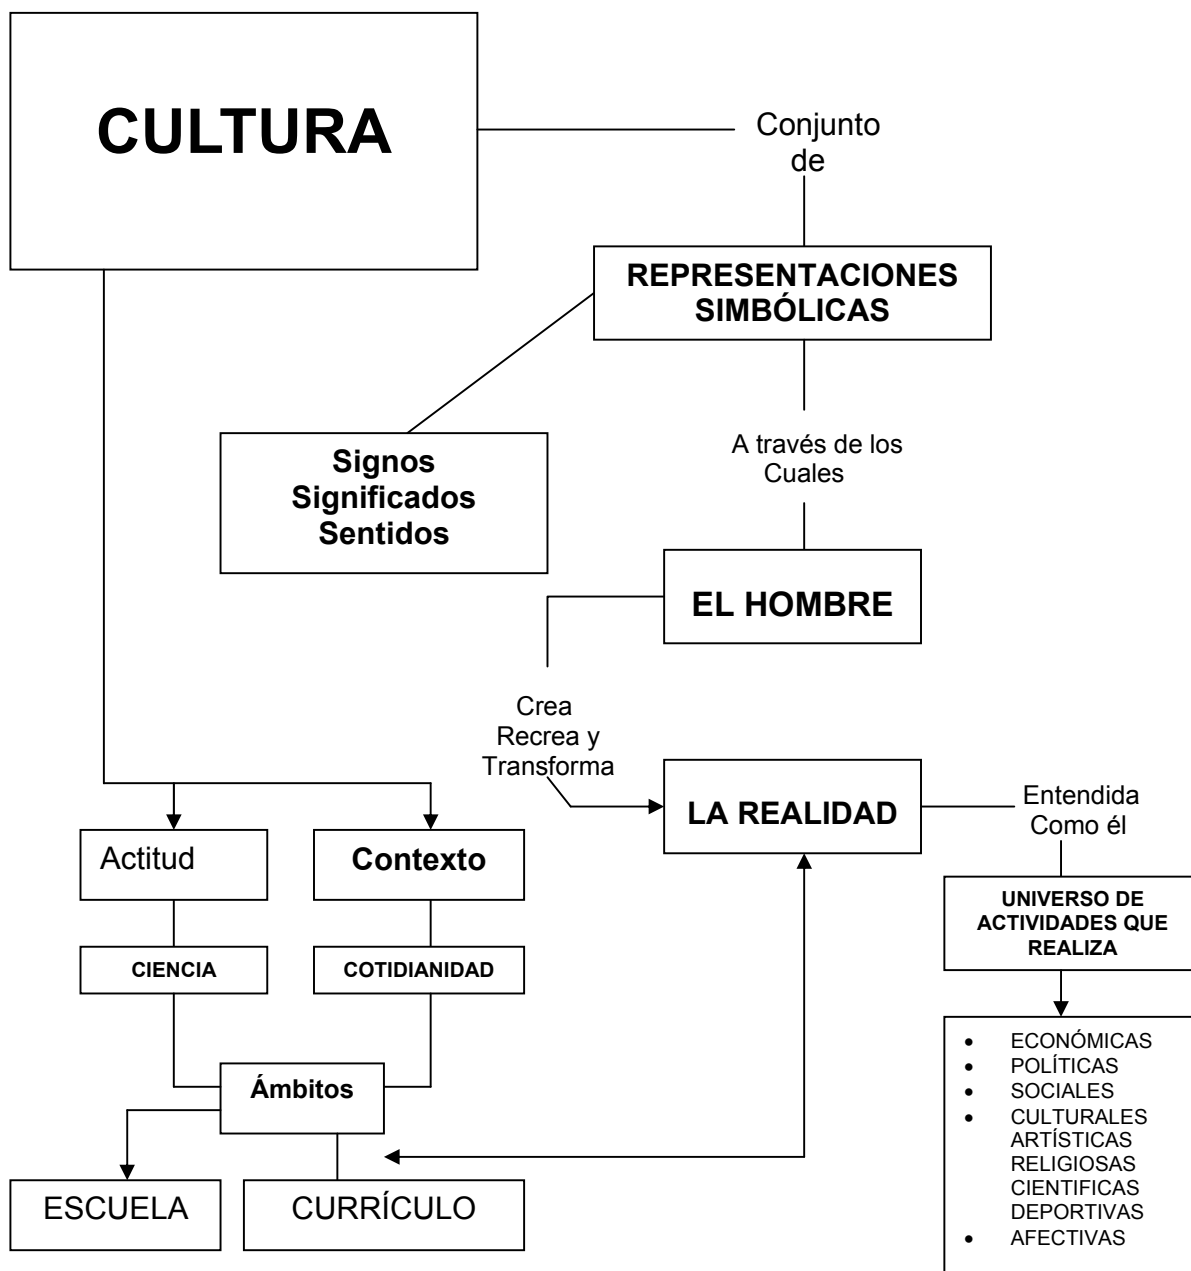 CULTURA
Conjunto
de
REPRESENTACIONES
SIMBÓLICAS
Signos
Significados
Sentidos
A través de los
Cuales
EL HOMBRE
Crea
Recrea y
Transforma
LA REALIDAD
Entendida
Como él
UNIVERSO DE
ACTIVIDADES QUE
REALIZA
Actitud
Contexto
CIENCIA
COTIDIANIDAD
Ámbitos
ESCUELA
CURRÍCULO
• ECONÓMICAS
• POLÍTICAS
• SOCIALES
• CULTURALES
ARTÍSTICAS
RELIGIOSAS
CIENTIFICAS
DEPORTIVAS
• AFECTIVAS